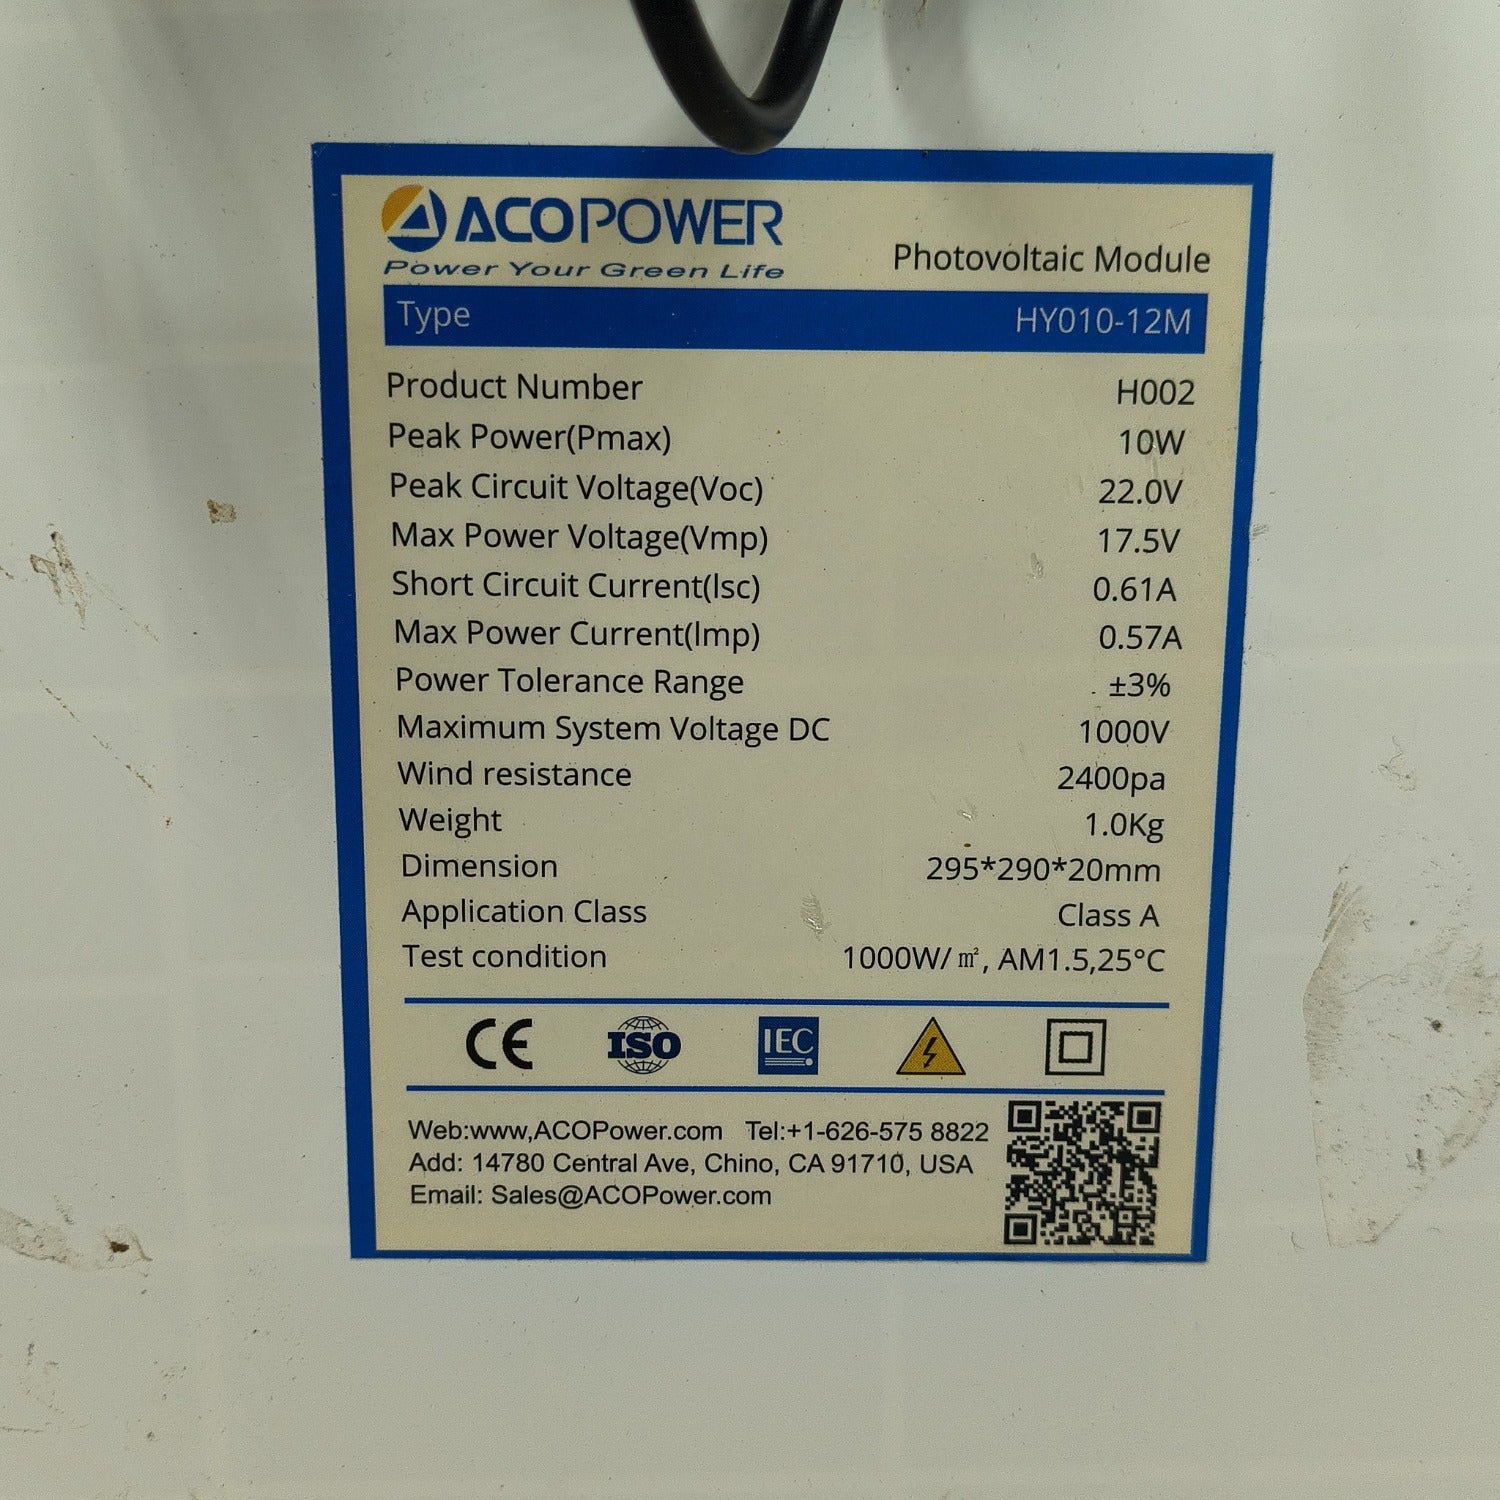 ACOPOWER
Power Your Green Life
Photovoltaic Module
Type HY010-12M
Product Number H002
Peak Power(Pmax) 10W
Peak Circuit Voltage(Voc) 22.0V
Max Power Voltage(Vmp) 17.5V
Short Circuit Current(Isc) 0.61A
Max Power Current(Imp) 0.57A
Power Tolerance Range ±3%
Maximum System Voltage DC 1000V
Wind resistance 2400pa
Weight 1.0Kg
Dimension 295*290*20mm
Application Class Class A
Test condition 1000W/㎡, AM1.5,25°C
CE ISO IEC
Web:www,ACOPower.com Tel:+1-626-575 8822
Add: 14780 Central Ave, Chino, CA 91710, USA
Email: Sales@ACOPower.com